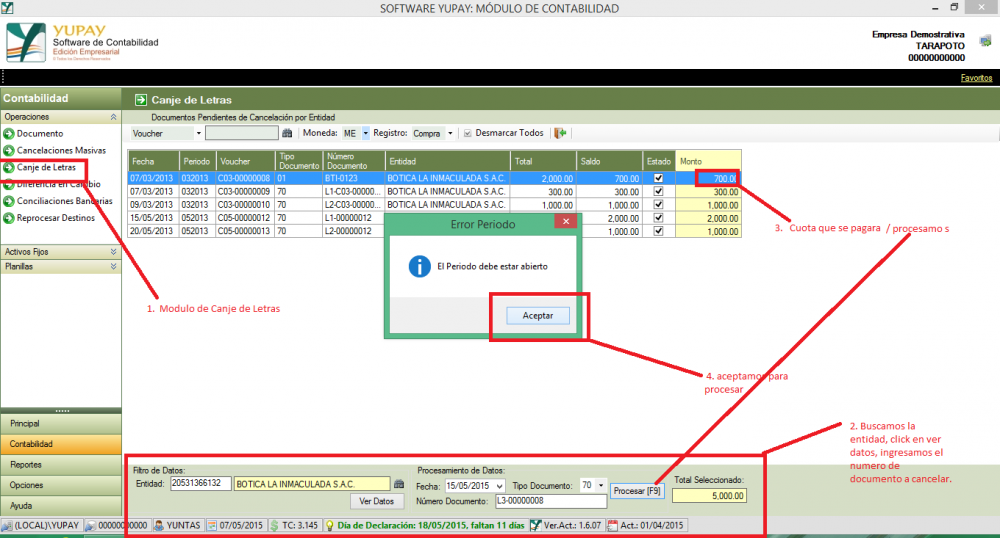 SOFTWARE YUPAY: MÓDULO DE CONTABILIDAD
YUPAY
Software de Contabilidad
Edición Empresarial
© Todos los Derechos Reservados
Empresa Demostrativa
TARAPOTO
00000000000
Favoritos
Contabilidad
Operaciones
Documento
Cancelaciones Masivas
Canje de Letras
Diferencia en Cambio
Conciliaciones Bancarias
Reprocesar Destinos
Activos Fijos
Planillas
Canje de Letras
Documentos Pendientes de Cancelación por Entidad
Voucher Moneda: ME Registro: Compra Desmarcar Todos
Fecha Periodo Voucher Tipo Documento Número Documento Entidad Total Saldo Estado Monto
07/03/2013 032013 C03-00000008 01 BTI-0123 BOTICA LA INMACULADA S.A.C. 2,000.00 700.00 700.00
07/03/2013 032013 C03-00000009 70 L1-C03-00000... BOTICA LA INMACULADA S.A.C. 300.00 300.00 300.00
09/03/2013 032013 C03-00000010 70 L2-C03-00000... BOTICA LA INMACULADA S.A.C. 1,000.00 1,000.00 1,000.00
15/05/2013 052013 C05-00000012 70 L1-00000012 2,000.00 2,000.00
20/05/2013 052013 C05-00000013 70 L2-00000012 1,000.00 1,000.00
Error Periodo
El Periodo debe estar abierto
Aceptar
1. Modulo de Canje de Letras
3. Cuota que se pagara / procesamo s
4. aceptamos para
procesar
2. Buscamos la
entidad, click en ver
datos, ingresamos el
numero de
documento a cancelar.
Principal
Contabilidad
Reportes
Opciones
Ayuda
Filtro de Datos:
Entidad: 20531366132 BOTICA LA INMACULADA S.A.C.
Ver Datos
Procesamiento de Datos:
Fecha: 15/05/2015 Tipo Documento: 70
Número Documento: L3-00000008
Procesar [F9]
Total Seleccionado:
5,000.00
(LOCAL)\YUPAY 00000000000 YUNTAS 07/05/2015 TC: 3.145 Día de Declaración: 18/05/2015, faltan 11 días Ver.Act.: 1.6.07 Act.: 01/04/2015